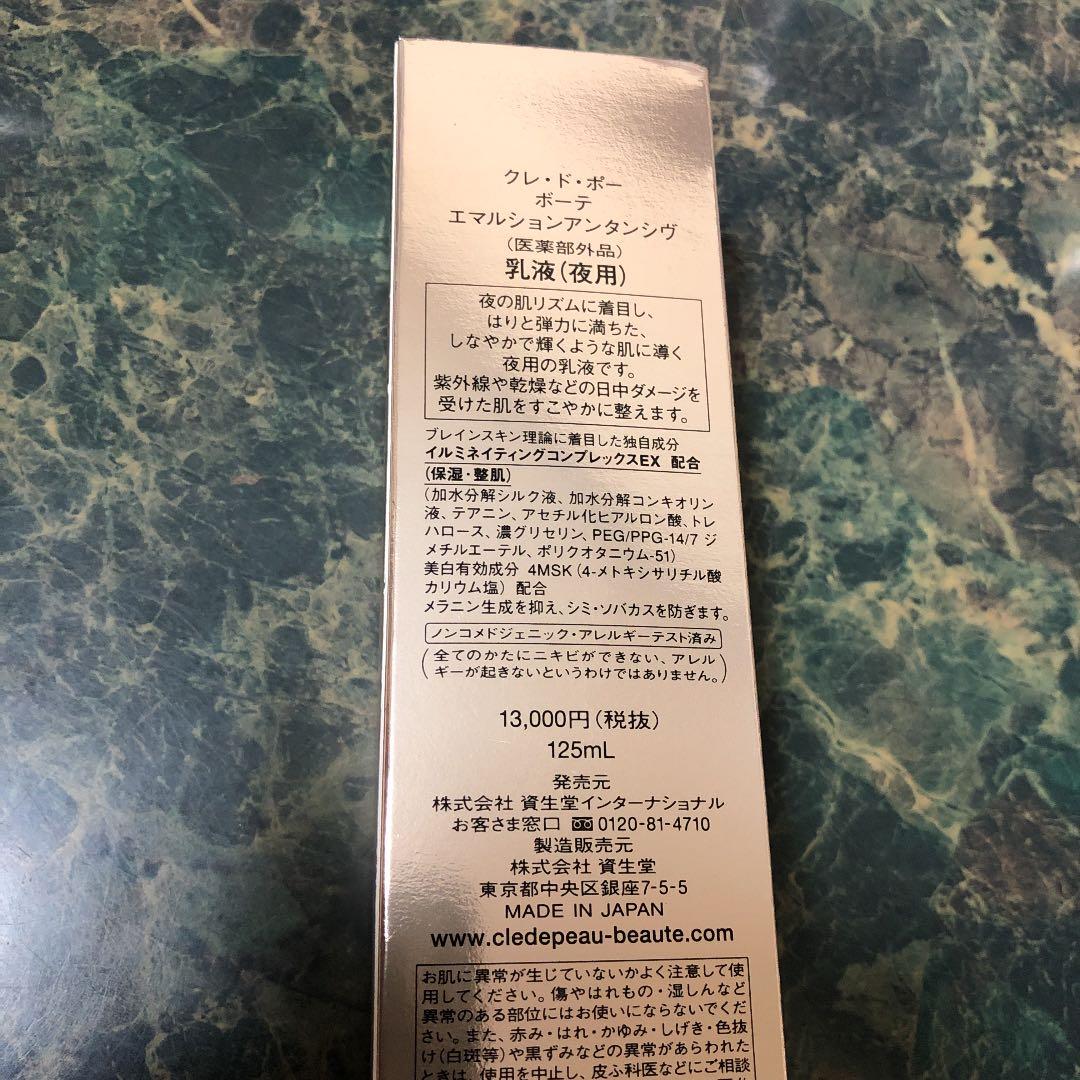 クレ・ド・ポー
ボーテ
エマルションアンタンシヴ
（医薬部外品）
乳液（夜用）
夜の肌リズムに着目し、
はりと弾力に満ちた、
しなやかで輝くような肌に導く
夜用の乳液です。
紫外線や乾燥などの日中ダメージを
受けた肌をすこやかに整えます。
ブレインスキン理論に着目した独自成分
イルミネイティングコンプレックスEX 配合
（保湿・整肌）
（加水分解シルク液、加水分解コンキオリン
液、テアニン、アセチル化ヒアルロン酸、トレ
ハロース、濃グリセリン、PEG/PPG-14/7 ジ
メチルエーテル、ポリクオタニウム-51）
美白有効成分 4MSK（4-メトキシサリチル酸
カリウム塩） 配合
メラニン生成を抑え、シミ・ソバカスを防ぎます。
ノンコメドジェニック・アレルギーテスト済み
（全てのかたにニキビができない、アレル
ギーが起きないというわけではありません。）
13,000円（税抜）
125mL
発売元
株式会社 資生堂インターナショナル
お客さま窓口 0120-81-4710
製造販売元
株式会社 資生堂
東京都中央区銀座7-5-5
MADE IN JAPAN
www.cledepeau-beaute.com
お肌に異常が生じていないかよく注意して使
用してください。傷やはれもの・湿しんなど
異常のある部位にはお使いにならないでくだ
さい。また、赤み・はれ・かゆみ・しげき・色抜
け（白斑等）や黒ずみなどの異常があらわれた
ときは、使用を中止し、皮ふ科医などにご相談